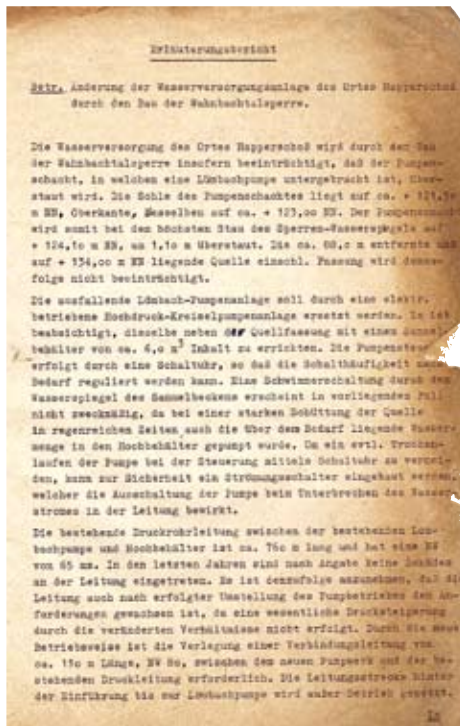 Erläuterungsbericht
Betr. Änderung der Wasserversorgungsanlage des Ortes Happerschoß
durch den Bau der Wahnbachtalsperre.
Die Wasserversorgung des Ortes Happerschoß wird durch den Bau
der Wahnbachtalsperre insofern beeinträchtigt, daß der Pumpen-
schacht, in welchem eine Lömbachpumpe untergebracht ist, über-
staut wird. Die Sohle des Pumpenschachtes liegt auf ca. +
m NN, Oberkante, desselben auf ca. + 123,00 NN. Der Pumpenschacht
wird somit bei dem höchsten Stau des Sperren-Wasserspiegels auf
+ 124,10 m NN, um 1,10 m überstaut. Die ca. entfernte und
auf + 134,00 m NN liegende Quelle einschl. Fassung wird demzu-
folge nicht beeinträchtigt.
Die ausfallende Lömbach-Pumpenanlage soll durch eine elektr.
betriebene Hochdruck-Kreiselpumpenanlage ersetzt werden. Es ist
beabsichtigt, dieselbe neben der Quellfassung mit einem Sammel-
behälter von ca. 6,0 m³ Inhalt zu errichten. Die Pumpensteuerung
erfolgt durch eine Schaltuhr, so daß die Schalthäufigkeit nach
Bedarf reguliert werden kann. Eine Schwimmerschaltung durch den
Wasserspiegel des Sammelbeckens erscheint in vorliegendem Fall
nicht zweckmäßig, da bei einer starken Schüttung der Quelle
in regenreichen Zeiten auch die über dem Bedarf liegende Wasser-
menge in den Hochbehälter gepumpt wurde. Um ein evtl. Trocken-
laufen der Pumpe bei der Steuerung mittels Schaltuhr zu vermei-
den, kann zur Sicherheit ein Strömungsschalter eingebaut werden,
welcher die Ausschaltung der Pumpe beim Unterbrechen des Wasser-
stromes in der Leitung bewirkt.
Die bestehende Druckrohrleitung zwischen der bestehenden Löm-
bachpumpe und Hochbehälter ist ca. 760 m lang und hat eine NW
von 65 mm. In den letzten Jahren sind nach Angabe keine Schäden
an der Leitung eingetreten. Es ist demzufolge anzunehmen, daß die
Leitung auch nach erfolgter Umstellung des Pumpbetriebes den An-
forderungen gewachsen ist, da eine wesentliche Drucksteigerung
durch die veränderten Verhältnisse nicht erfolgt. Durch die neue
Betriebsweise ist die Verlegung einer Verbindungsleitung von
ca. 150 m Länge, NW 80, zwischen dem neuen Pumpwerk und der be-
stehenden Druckleitung erforderlich. Die Leitungsstrecke hinter
der Einführung bis zur Lömbachpumpe wird außer Betrieb gesetzt.